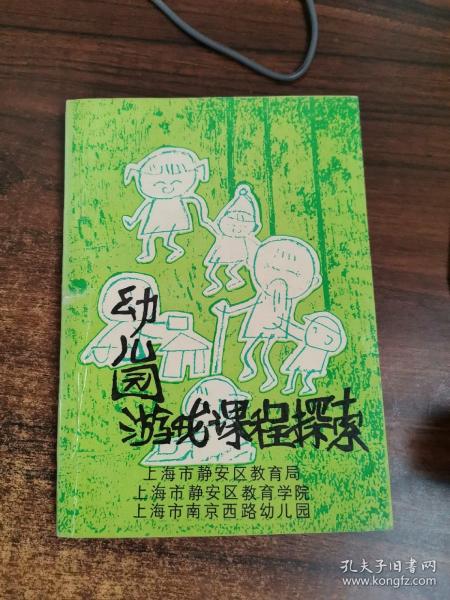 幼儿园
游戏课程探索
上海市静安区教育局
上海市静安区教育学院
上海市南京西路幼儿园
孔夫子旧书网
www.kongfz.com